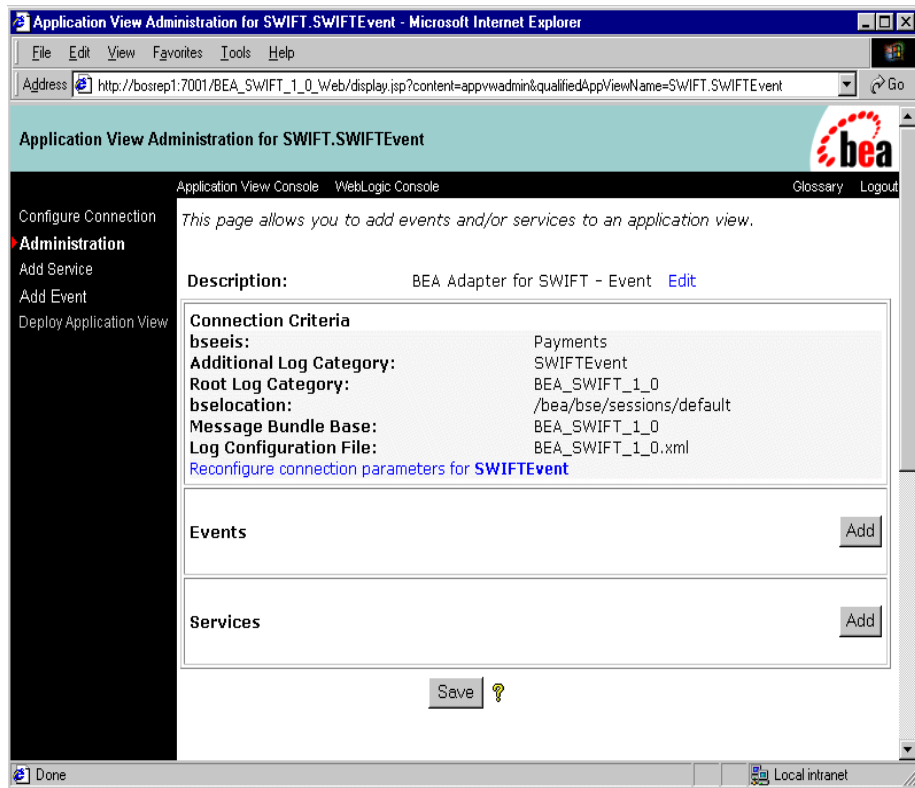 Application View Administration for SWIFT.SWIFTEvent - Microsoft Internet Explorer
File Edit View Favorites Tools Help
Address http://bosrep1:7001/BEA_SWIFT_1_0_Web/display.jsp?content=appvwadmin&qualifiedAppViewName=SWIFT.SWIFTEvent Go
Application View Administration for SWIFT.SWIFTEvent
bea
Application View Console WebLogic Console Glossary Logout
Configure Connection
Administration
Add Service
Add Event
Deploy Application View
This page allows you to add events and/or services to an application view.
Description: BEA Adapter for SWIFT - Event Edit
Connection Criteria
bseeis: Payments
Additional Log Category: SWIFTEvent
Root Log Category: BEA_SWIFT_1_0
bselocation: /bea/bse/sessions/default
Message Bundle Base: BEA_SWIFT_1_0
Log Configuration File: BEA_SWIFT_1_0.xml
Reconfigure connection parameters for SWIFTEvent
Events Add
Services Add
Save ?
Done Local intranet